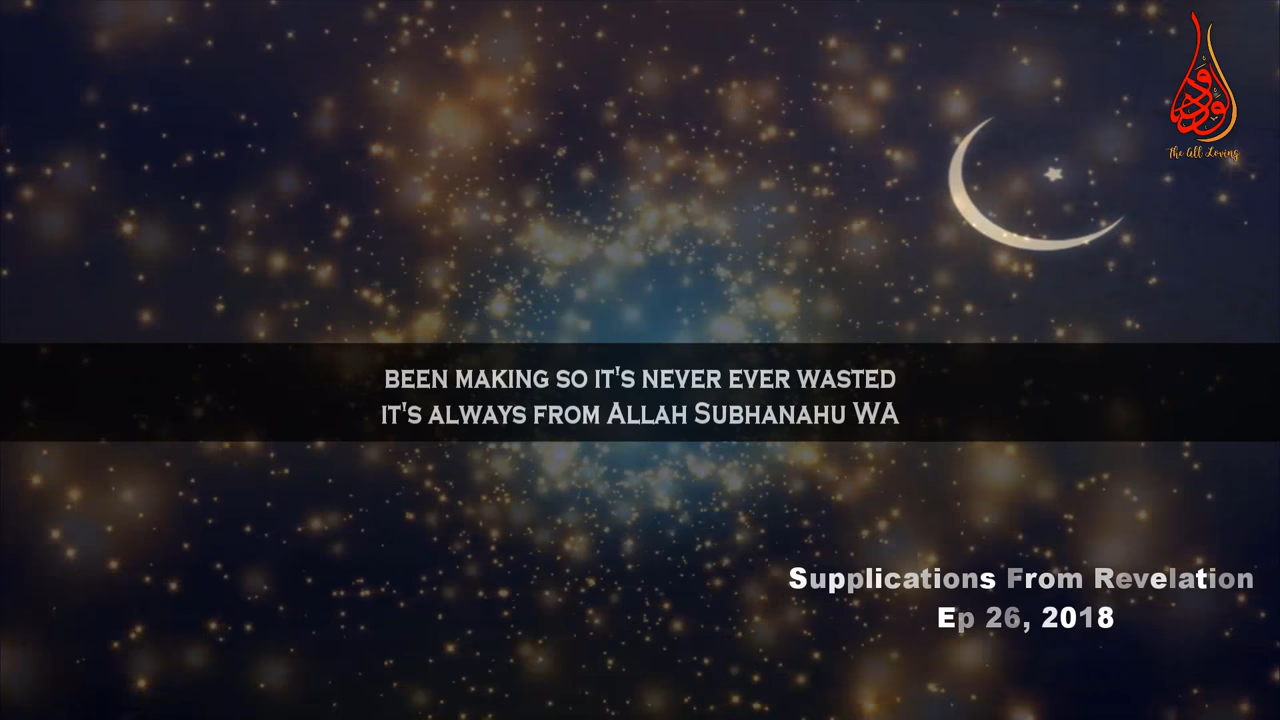 الودود
The All Loving
BEEN MAKING SO IT'S NEVER EVER WASTED
IT'S ALWAYS FROM ALLAH SUBHANAHU WA
Supplications From Revelation
Ep 26, 2018